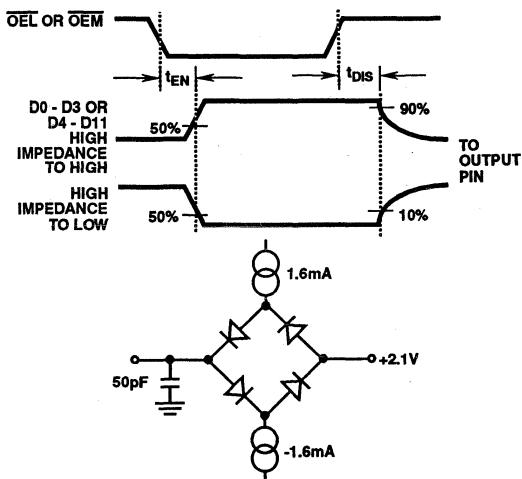 OEL OR OEM
tEN
tDIS
D0 - D3 OR
D4 - D11
HIGH
IMPEDANCE
TO HIGH
50%
90%
TO
OUTPUT
PIN
HIGH
IMPEDANCE
TO LOW
50%
10%
1.6mA
50pF
+2.1V
-1.6mA